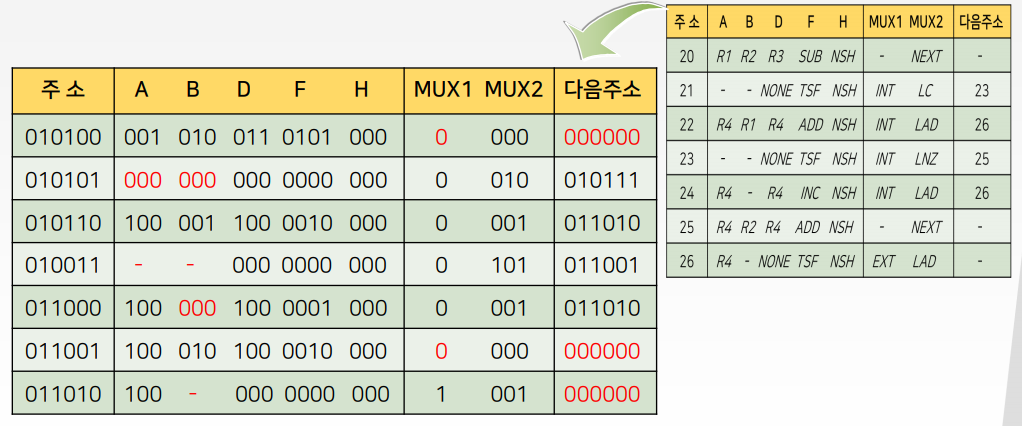 주 소 A B D F H MUX1 MUX2 다음주소
010100 001 010 011 0101 000 0 000 000000
010101 000 000 000 0000 000 0 010 010111
010110 100 001 100 0010 000 0 001 011010
010011 - - 000 0000 000 0 101 011001
011000 100 000 100 0001 000 0 001 011010
011001 100 010 100 0010 000 0 000 000000
011010 100 - 000 0000 000 1 001 000000
주 소 A B D F H MUX1 MUX2 다음주소
20 R1 R2 R3 SUB NSH - NEXT -
21 - - NONE TSF NSH INT LC 23
22 R4 R1 R4 ADD NSH INT LAD 26
23 - - NONE TSF NSH INT LNZ 25
24 R4 - R4 INC NSH INT LAD 26
25 R4 R2 R4 ADD NSH - NEXT -
26 R4 - NONE TSF NSH EXT LAD -